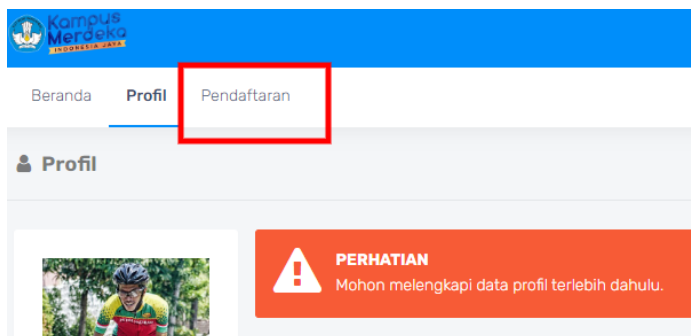 Kampus
Merdeka
INDONESIA JAYA
Beranda Profil Pendaftaran
Profil
PERHATIAN
Mohon melengkapi data profil terlebih dahulu.